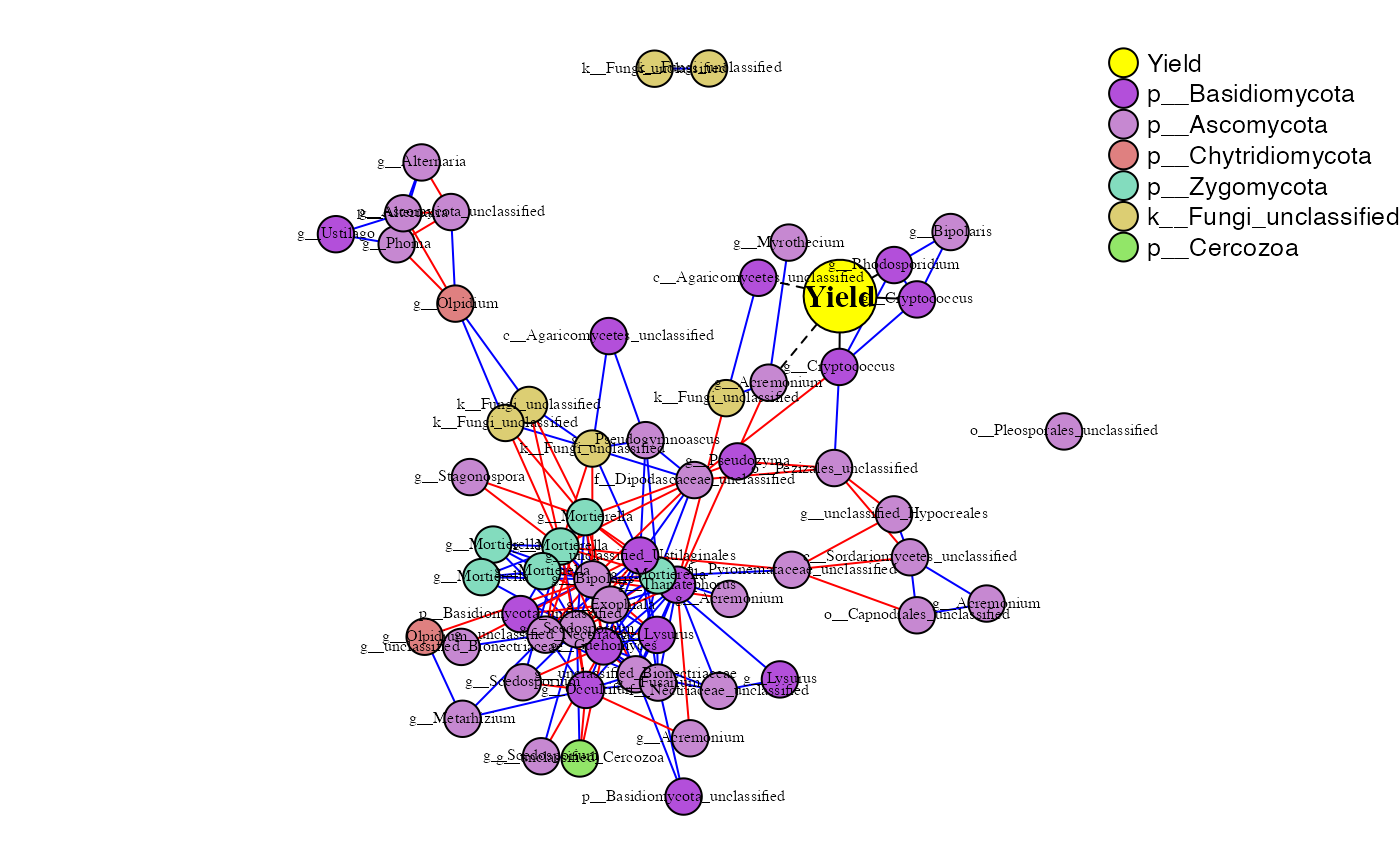 k__Fungi_unclassified
k__Fungi_unclassified
Yield
p__Basidiomycota
p__Ascomycota
p__Chytridiomycota
p__Zygomycota
k__Fungi_unclassified
p__Cercozoa
g__Alternaria
g__Alternaria
p__Ascomycota_unclassified
g__Ustilago
g__Phoma
g__Olpidium
g__Myrothecium
g__Bipolaris
c__Agaricomycetes_unclassified
g__Rhodosporidium
Yield
g__Cryptococcus
c__Agaricomycetes_unclassified
g__Cryptococcus
g__Acremonium
k__Fungi_unclassified
k__Fungi_unclassified
k__Fungi_unclassified
o__Pleosporales_unclassified
g__Pseudogymnoascus
k__Fungi_unclassified
g__Pseudozyma
o__Pezizales_unclassified
g__Stagonospora
f__Dipodascaceae_unclassified
g__Mortierella
g__unclassified_Hypocreales
g__Mortierella
g__Mortierella
g__unclassified_Ustilaginales
c__Sordariomycetes_unclassified
g__Mortierella
g__Mortierella
g__Bipolaris
g__Mortierella
g__Thanatephorus
f__Pyronemataceae_unclassified
g__Exophiala
g__Acremonium
g__Acremonium
p__Basidiomycota_unclassified
o__Capnodiales_unclassified
g__Scedosporium
g__Olpidium
g__unclassified_Nectriaceae
g__Lysurus
g__unclassified_Bionectriaceae
g__Guehomyces
g__unclassified_Bionectriaceae
g__Scedosporium
g__Fusarium
g__Lysurus
g__Occultifur
f__Nectriaceae_unclassified
g__Metarhizium
g__Acremonium
g__Scedosporium
g__unclassified_Cercozoa
p__Basidiomycota_unclassified